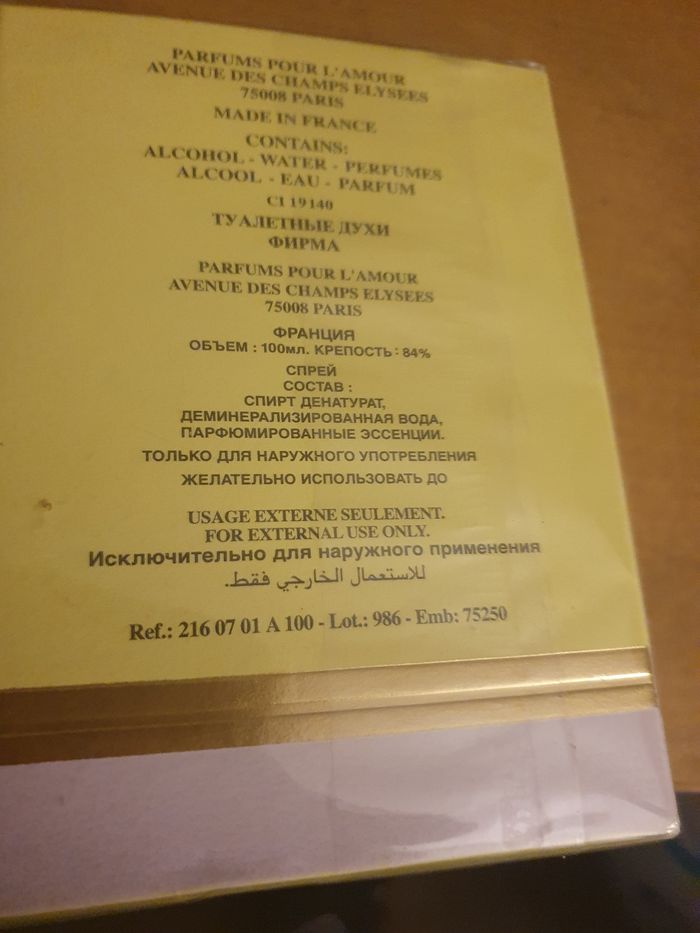 PARFUMS POUR L'AMOUR
AVENUE DES CHAMPS ELYSEES
75008 PARIS
MADE IN FRANCE
CONTAINS:
ALCOHOL - WATER - PERFUMES
ALCOOL - EAU - PARFUM
CI 19140
ТУАЛЕТНЫЕ ДУХИ
ФИРМА
PARFUMS POUR L'AMOUR
AVENUE DES CHAMPS ELYSEES
75008 PARIS
ФРАНЦИЯ
ОБЪЕМ : 100мл. КРЕПОСТЬ : 84%
СПРЕЙ
СОСТАВ :
СПИРТ ДЕНАТУРАТ,
ДЕМИНЕРАЛИЗИРОВАННАЯ ВОДА,
ПАРФЮМИРОВАННЫЕ ЭССЕНЦИИ.
ТОЛЬКО ДЛЯ НАРУЖНОГО УПОТРЕБЛЕНИЯ
ЖЕЛАТЕЛЬНО ИСПОЛЬЗОВАТЬ ДО
USAGE EXTERNE SEULEMENT.
FOR EXTERNAL USE ONLY.
Исключительно для наружного применения
للاستعمال الخارجي فقط.
Ref.: 216 07 01 A 100 - Lot.: 986 - Emb: 75250